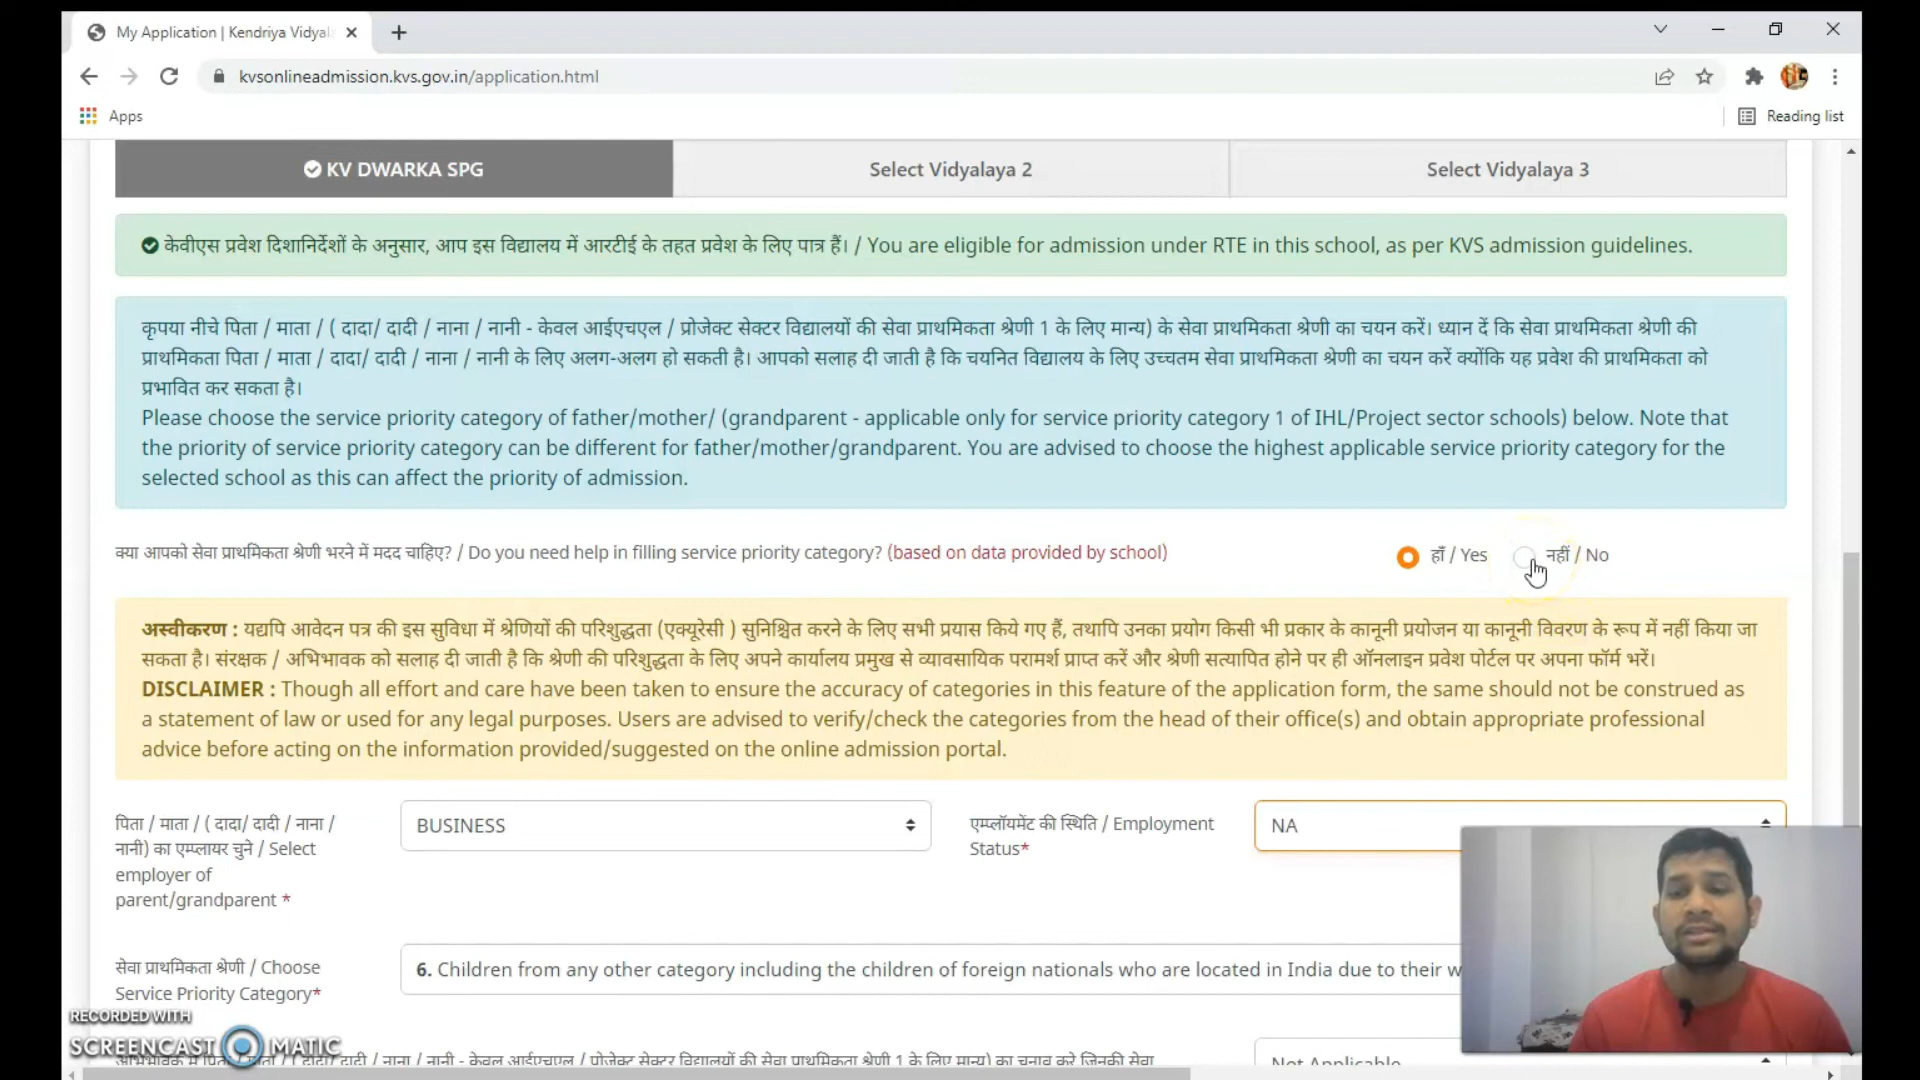 My Application | Kendriya Vidyal
kvsonlineadmission.kvs.gov.in/application.html
Apps
Reading list
KV DWARKA SPG
Select Vidyalaya 2
Select Vidyalaya 3
केवीएस प्रवेश दिशानिर्देशों के अनुसार, आप इस विद्यालय में आरटीई के तहत प्रवेश के लिए पात्र हैं। / You are eligible for admission under RTE in this school, as per KVS admission guidelines.
कृपया नीचे पिता / माता / ( दादा/ दादी / नाना / नानी - केवल आईएचएल / प्रोजेक्ट सेक्टर विद्यालयों की सेवा प्राथमिकता श्रेणी 1 के लिए मान्य) के सेवा प्राथमिकता श्रेणी का चयन करें। ध्यान दें कि सेवा प्राथमिकता श्रेणी की
प्राथमिकता पिता / माता / दादा/ दादी / नाना / नानी के लिए अलग-अलग हो सकती है। आपको सलाह दी जाती है कि चयनित विद्यालय के लिए उच्चतम सेवा प्राथमिकता श्रेणी का चयन करें क्योंकि यह प्रवेश की प्राथमिकता को
प्रभावित कर सकता है।
Please choose the service priority category of father/mother/ (grandparent - applicable only for service priority category 1 of IHL/Project sector schools) below. Note that
the priority of service priority category can be different for father/mother/grandparent. You are advised to choose the highest applicable service priority category for the
selected school as this can affect the priority of admission.
क्या आपको सेवा प्राथमिकता श्रेणी भरने में मदद चाहिए? / Do you need help in filling service priority category? (based on data provided by school)
हाँ / Yes
नहीं / No
अस्वीकरण : यद्यपि आवेदन पत्र की इस सुविधा में श्रेणियों की परिशुद्धता (एक्यूरेसी ) सुनिश्चित करने के लिए सभी प्रयास किये गए हैं, तथापि उनका प्रयोग किसी भी प्रकार के कानूनी प्रयोजन या कानूनी विवरण के रूप में नहीं किया जा
सकता है। संरक्षक / अभिभावक को सलाह दी जाती है कि श्रेणी की परिशुद्धता के लिए अपने कार्यालय प्रमुख से व्यावसायिक परामर्श प्राप्त करें और श्रेणी सत्यापित होने पर ही ऑनलाइन प्रवेश पोर्टल पर अपना फॉर्म भरें।
DISCLAIMER : Though all effort and care have been taken to ensure the accuracy of categories in this feature of the application form, the same should not be construed as
a statement of law or used for any legal purposes. Users are advised to verify/check the categories from the head of their office(s) and obtain appropriate professional
advice before acting on the information provided/suggested on the online admission portal.
पिता / माता / ( दादा/ दादी / नाना /
नानी) का एम्प्लायर चुने / Select
employer of
parent/grandparent *
BUSINESS
एम्प्लॉयमेंट की स्थिति / Employment
Status*
NA
सेवा प्राथमिकता श्रेणी / Choose
Service Priority Category*
6. Children from any other category including the children of foreign nationals who are located in India due to their w
RECORDED WITH
SCREENCAST MATIC
पिता / माता / ( दादा/ दादी / नाना / नानी - केवल आईएचएल / प्रोजेक्ट सेक्टर विद्यालयों की सेवा प्राथमिकता श्रेणी 1 के लिए मान्य) का चुनाव करे जिनकी सेवा
Not Applicable